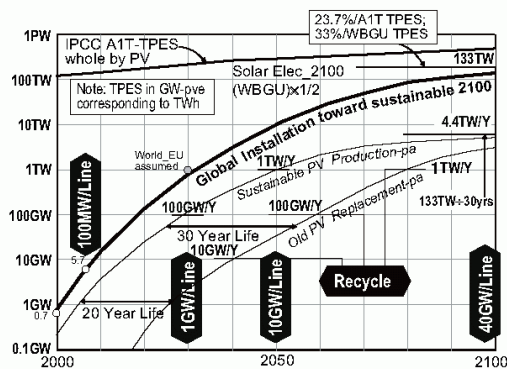 23.7%/A1T TPES;
33%/WBGU TPES
1PW
IPCC A1T-TPES
whole by PV
133TW
100TW
Solar Elec_2100
(WBGU)x1/2
Note: TPES in GW-pve
corresponding to TWh
Global Installation toward sustainable 2100
10TW
4.4TW/Y
World_EU
assumed
1TW/Y
Sustainable PV Production-pa
1TW
1TW/Y
100MW/Line
100GW/Y
100GW/Y
Old PV Replacement-pa
133TW÷30yrs
100GW
30 Year Life
10GW/Y
5.7
10GW
Recycle
1GW/Line
10GW/Line
40GW/Line
1GW
0.7
20 Year Life
0.1GW
2000
2050
2100